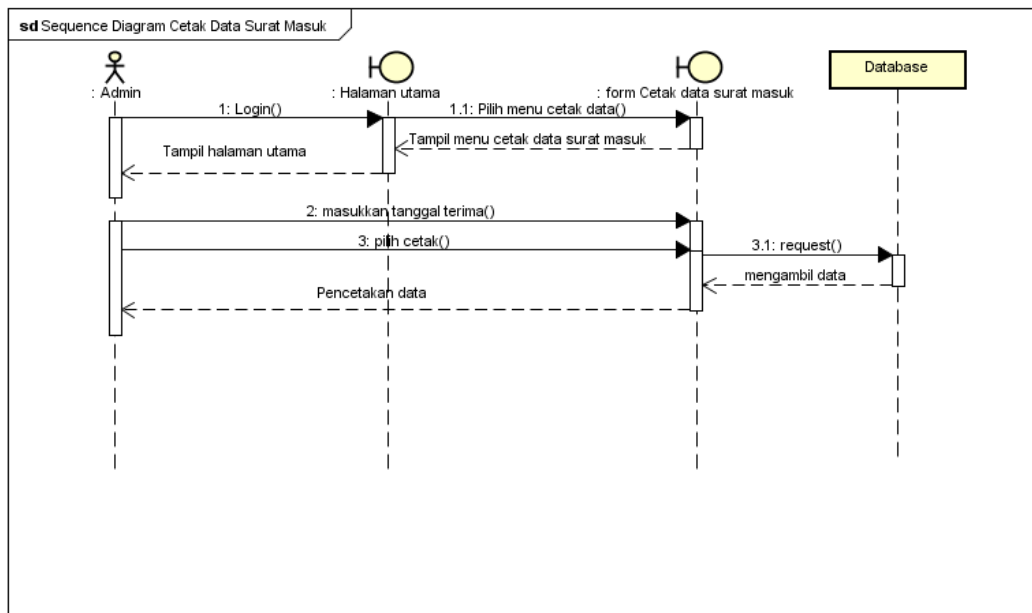 sd Sequence Diagram Cetak Data Surat Masuk
Database
: Admin
: Halaman utama
: form Cetak data surat masuk
1: Login()
1.1: Pilih menu cetak data()
Tampil menu cetak data surat masuk
Tampil halaman utama
2: masukkan tanggal terima()
3: pilih cetak()
3.1: request()
mengambil data
Pencetakan data